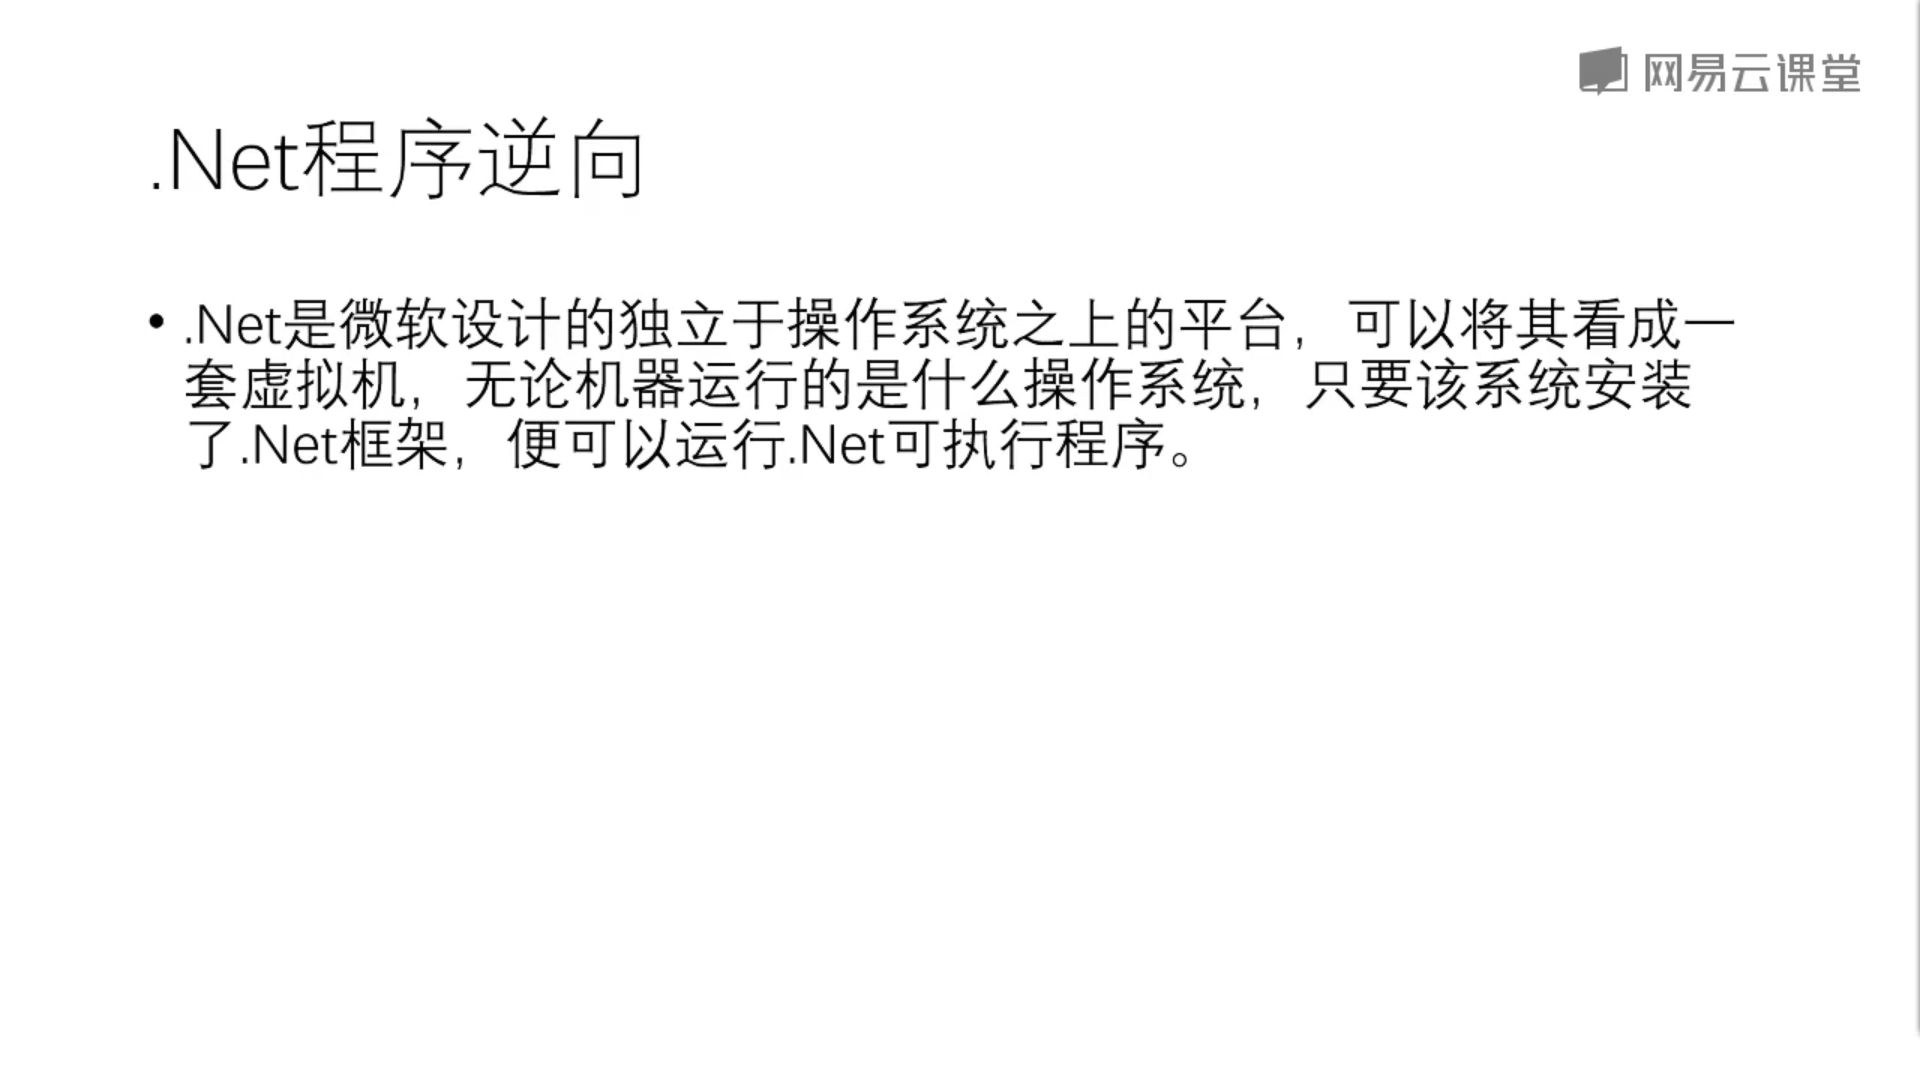 网易云课堂
.Net程序逆向
• .Net是微软设计的独立于操作系统之上的平台，可以将其看成一
套虚拟机，无论机器运行的是什么操作系统，只要该系统安装
了.Net框架，便可以运行.Net可执行程序。